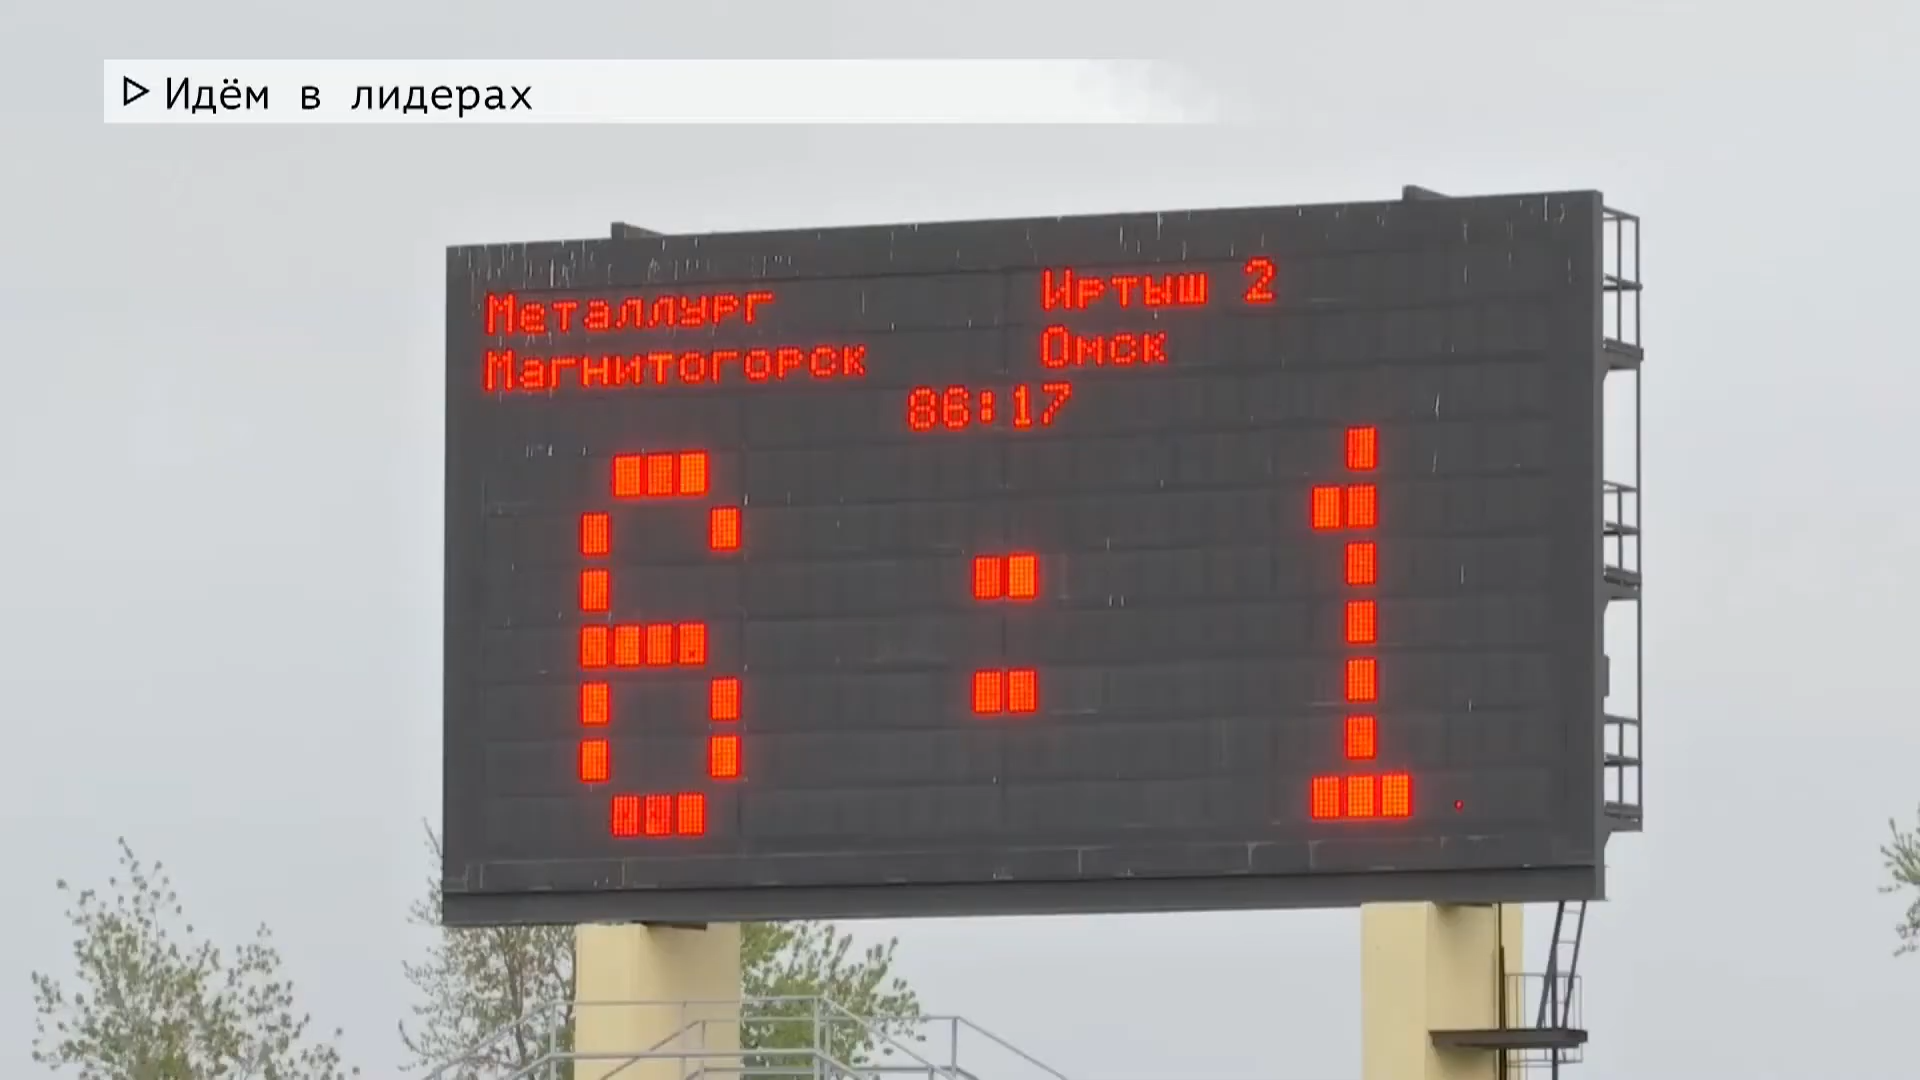 Идём в лидерах
Металлург
Магнитогорск
Иртыш 2
Омск
86:17
6 : 1